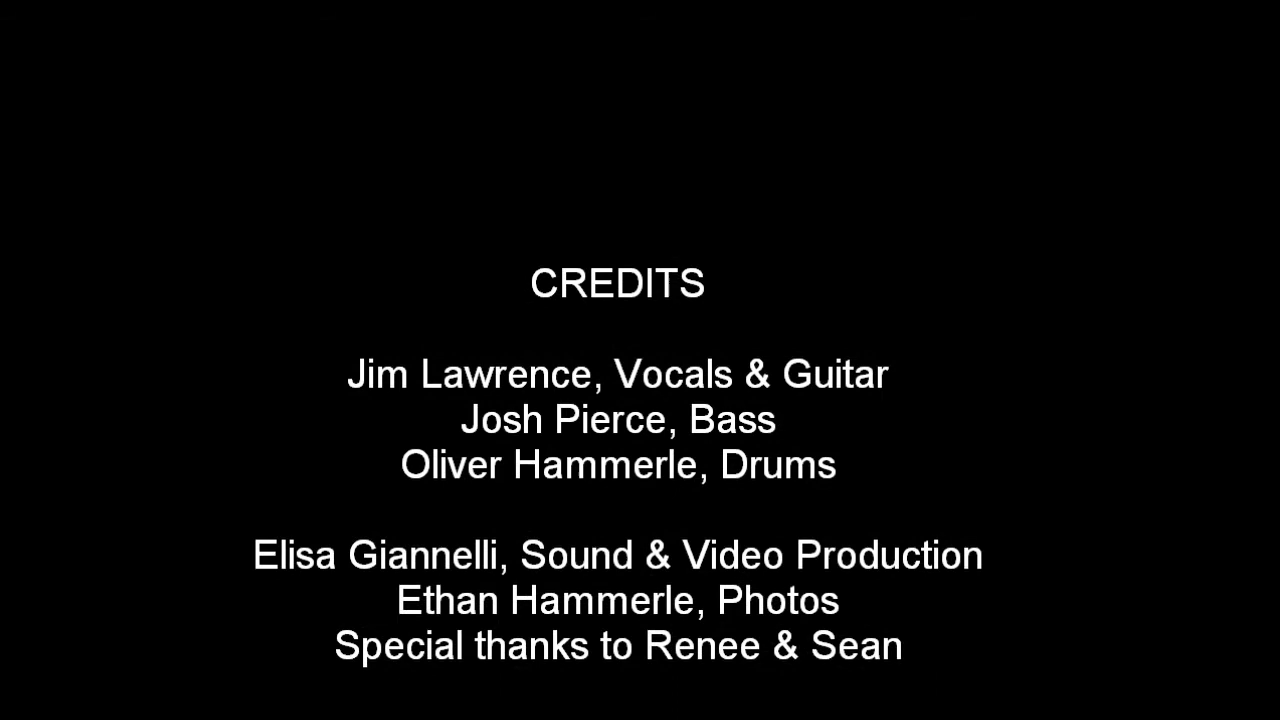 CREDITS
Jim Lawrence, Vocals & Guitar
Josh Pierce, Bass
Oliver Hammerle, Drums
Elisa Giannelli, Sound & Video Production
Ethan Hammerle, Photos
Special thanks to Renee & Sean